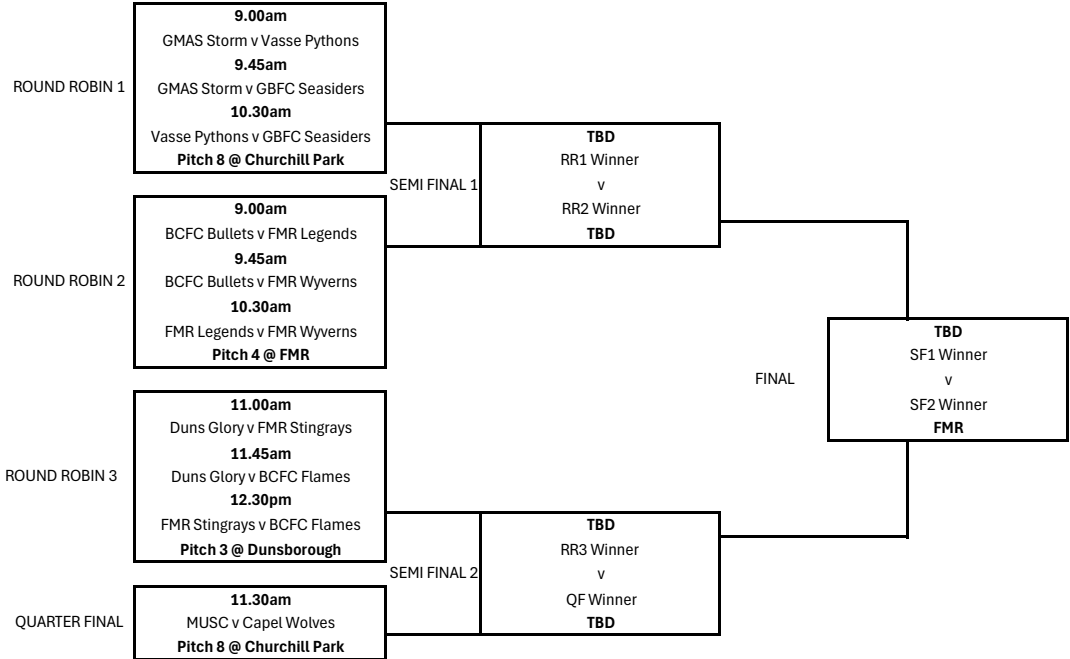 ROUND ROBIN 1
9.00am
GMAS Storm v Vasse Pythons
9.45am
GMAS Storm v GBFC Seasiders
10.30am
Vasse Pythons v GBFC Seasiders
Pitch 8 @ Churchill Park
ROUND ROBIN 2
9.00am
BCFC Bullets v FMR Legends
9.45am
BCFC Bullets v FMR Wyverns
10.30am
FMR Legends v FMR Wyverns
Pitch 4 @ FMR
SEMI FINAL 1
TBD
RR1 Winner
v
RR2 Winner
TBD
ROUND ROBIN 3
11.00am
Duns Glory v FMR Stingrays
11.45am
Duns Glory v BCFC Flames
12.30pm
FMR Stingrays v BCFC Flames
Pitch 3 @ Dunsborough
QUARTER FINAL
11.30am
MUSC v Capel Wolves
Pitch 8 @ Churchill Park
SEMI FINAL 2
TBD
RR3 Winner
v
QF Winner
TBD
FINAL
TBD
SF1 Winner
v
SF2 Winner
FMR